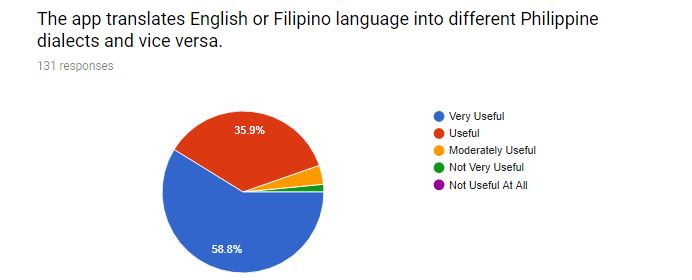 The app translates English or Filipino language into different Philippine
dialects and vice versa.
131 responses
35.9%
58.8%
Very Useful
Useful
Moderately Useful
Not Very Useful
Not Useful At All